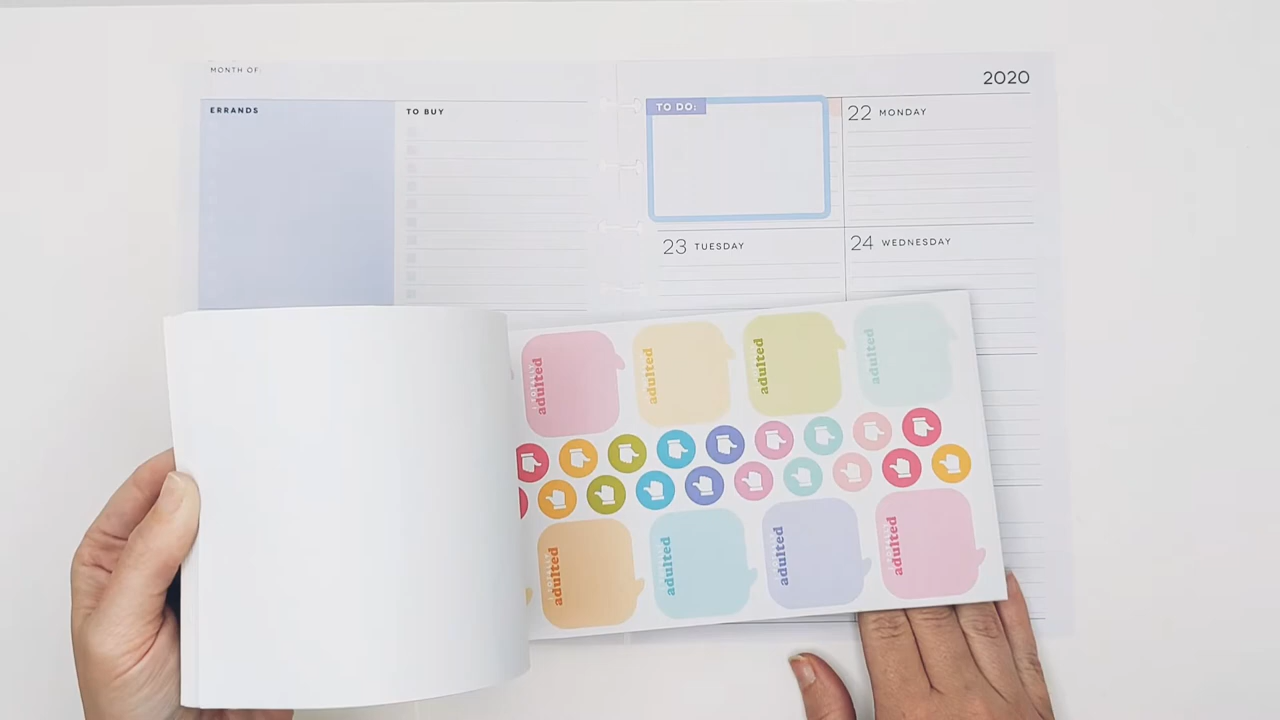 MONTH OF:
2020
ERRANDS
TO BUY
TO DO:
22 MONDAY
23 TUESDAY
24 WEDNESDAY
adulted
adulted
adulted
adulted
adulted
adulted
adulted
adulted